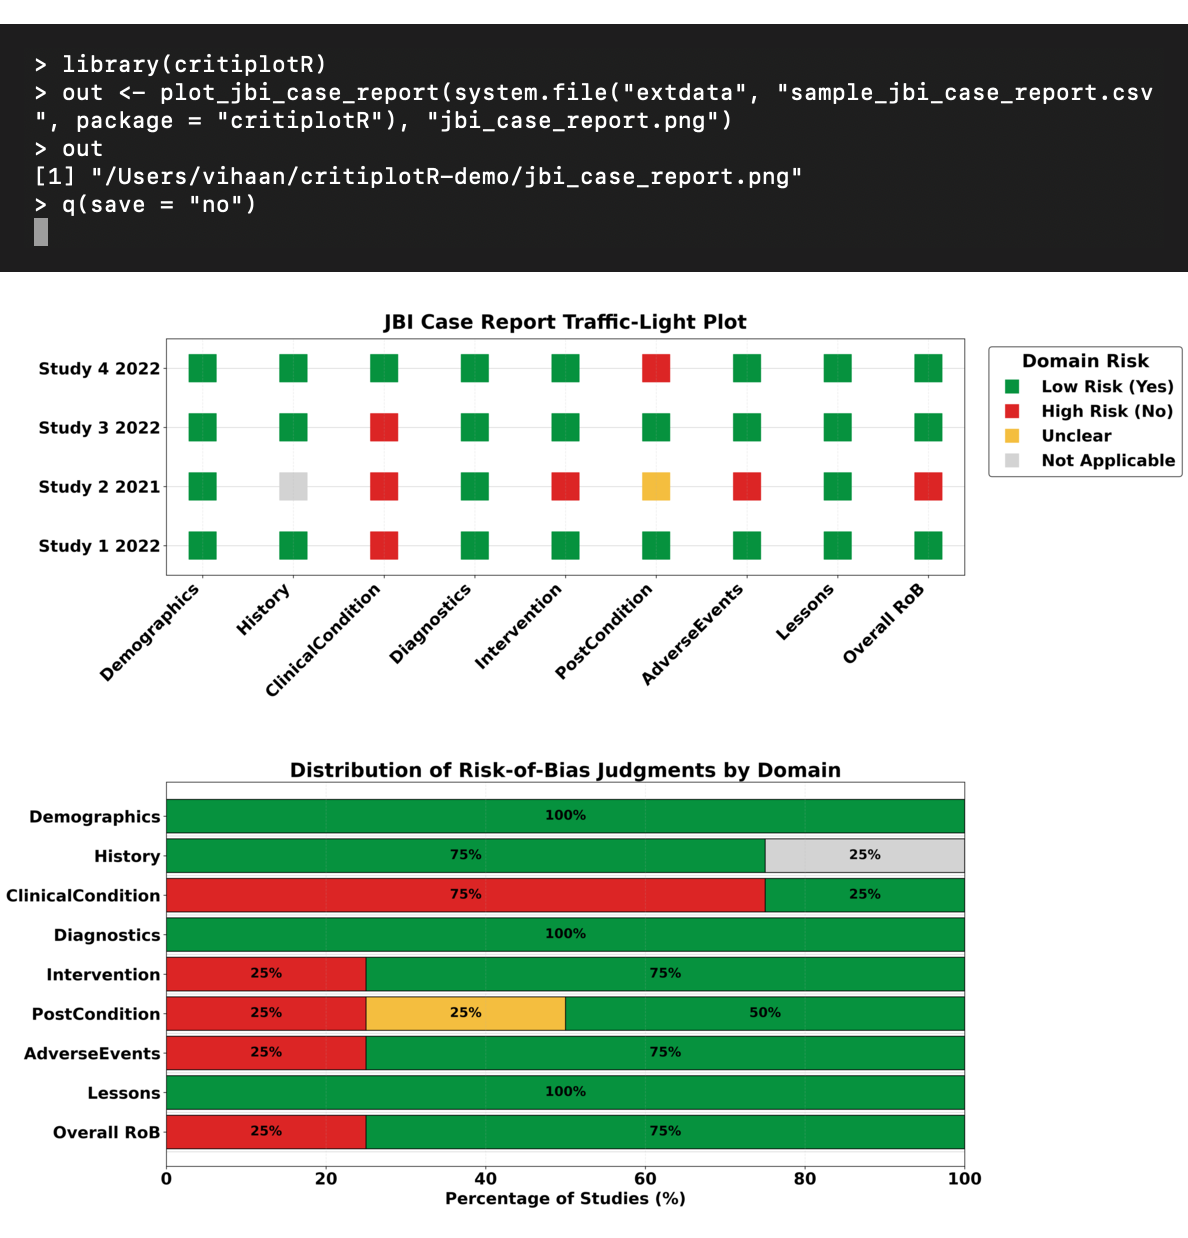 > library(critiplotR)
> out <- plot_jbi_case_report(system.file("extdata", "sample_jbi_case_report.csv
", package = "critiplotR"), "jbi_case_report.png")
> out
[1] "/Users/vihaan/critiplotR-demo/jbi_case_report.png"
> q(save = "no")
JBI Case Report Traffic-Light Plot
Study 4 2022
Study 3 2022
Study 2 2021
Study 1 2022
Demographics
History
ClinicalCondition
Diagnostics
Intervention
PostCondition
AdverseEvents
Lessons
Overall RoB
Domain Risk
Low Risk (Yes)
High Risk (No)
Unclear
Not Applicable
Distribution of Risk-of-Bias Judgments by Domain
Demographics 100%
History 75% 25%
ClinicalCondition 75% 25%
Diagnostics 100%
Intervention 25% 75%
PostCondition 25% 25% 50%
AdverseEvents 25% 75%
Lessons 100%
Overall RoB 25% 75%
0 20 40 60 80 100
Percentage of Studies (%)